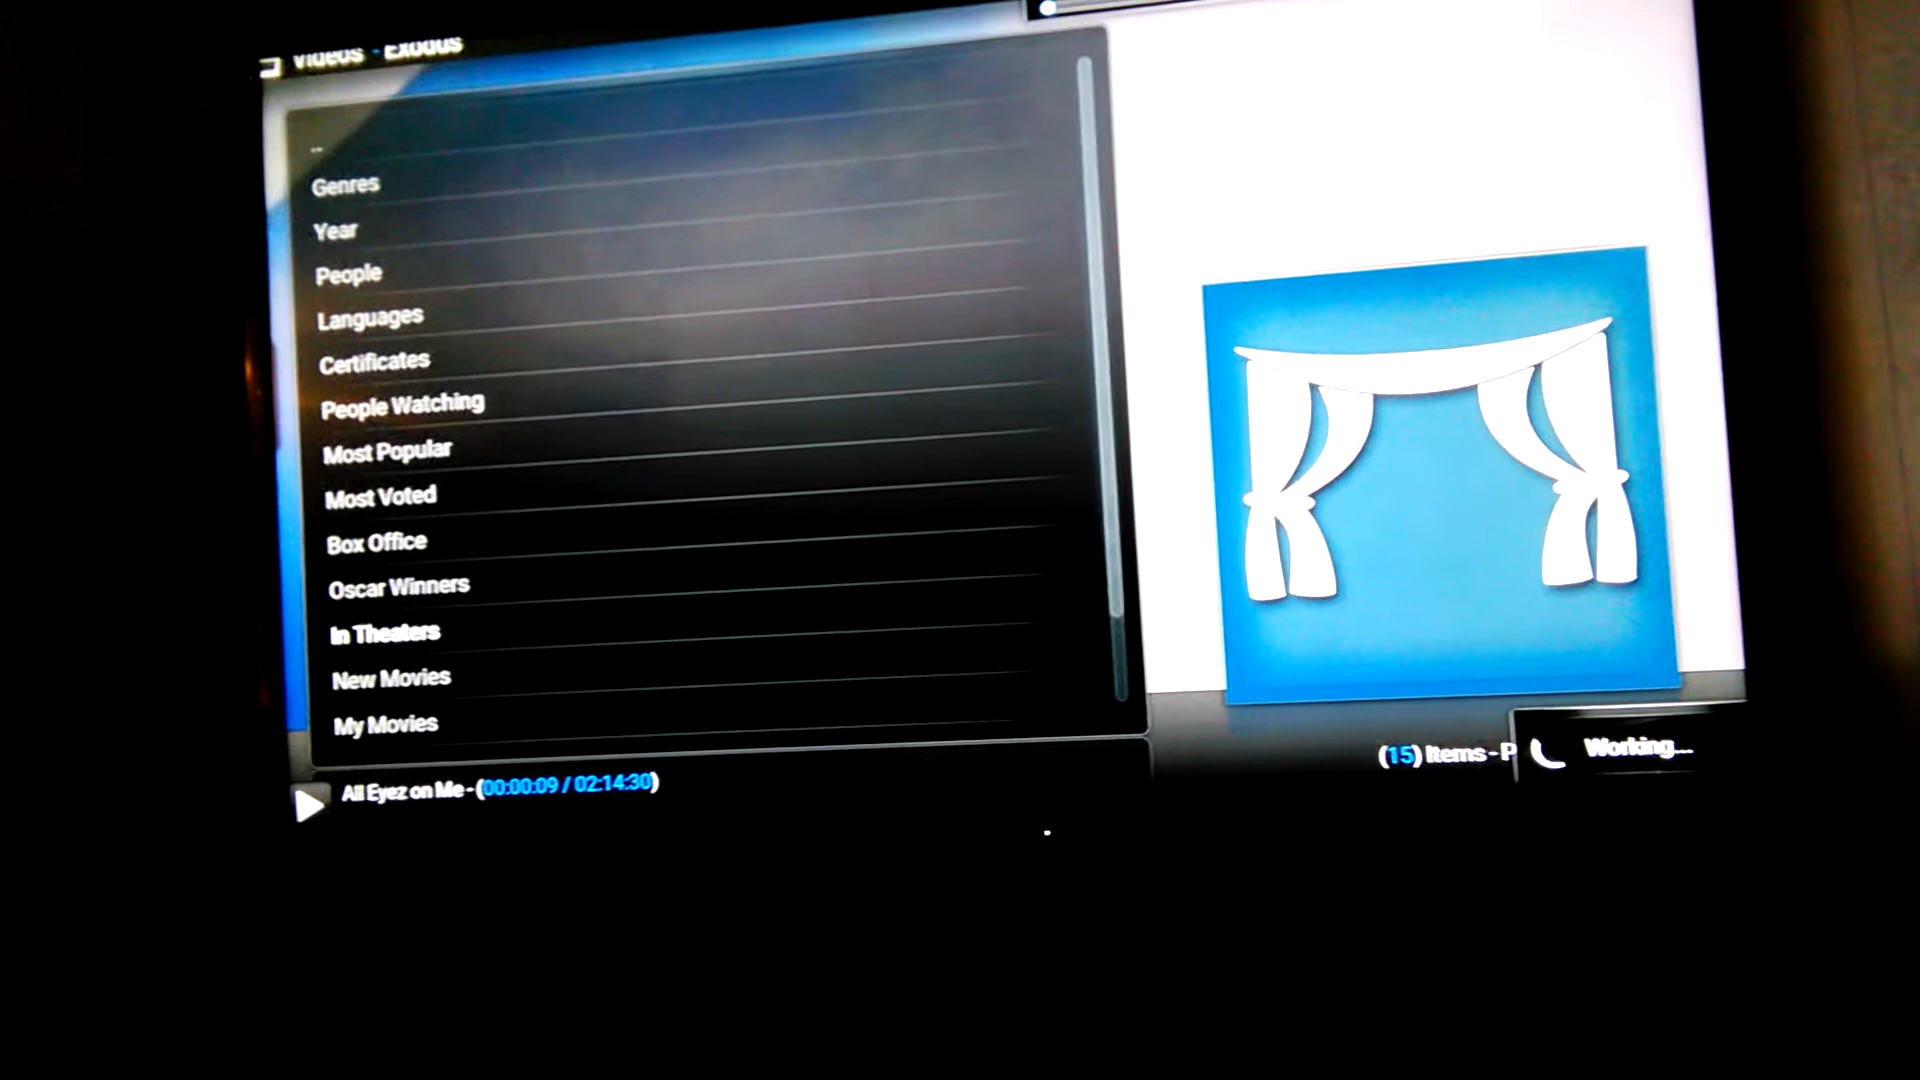 Videos - Exodus
..
Genres
Year
People
Languages
Certificates
People Watching
Most Popular
Most Voted
Box Office
Oscar Winners
In Theaters
New Movies
My Movies
(15) Items - P
Working...
All Eyez on Me - (00:00:09 / 02:14:30)